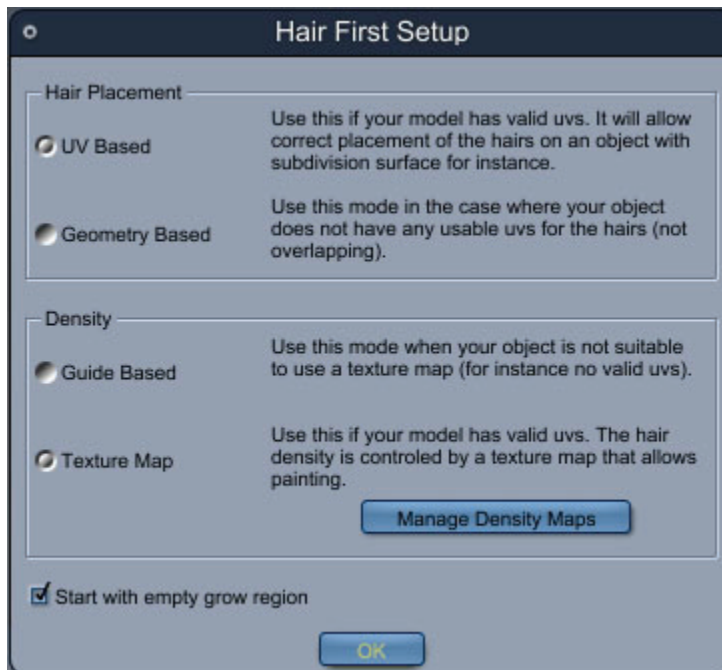 Hair First Setup
Hair Placement
UV Based
Use this if your model has valid uvs. It will allow
correct placement of the hairs on an object with
subdivision surface for instance.
Geometry Based
Use this mode in the case where your object
does not have any usable uvs for the hairs (not
overlapping).
Density
Guide Based
Use this mode when your object is not suitable
to use a texture map (for instance no valid uvs).
Texture Map
Use this if your model has valid uvs. The hair
density is controled by a texture map that allows
painting.
Manage Density Maps
Start with empty grow region
OK